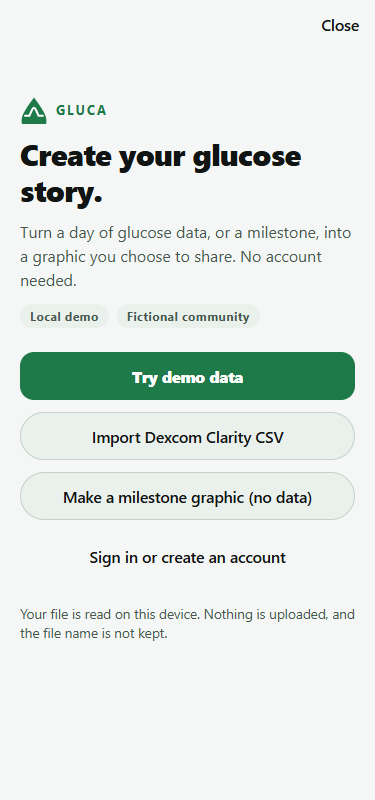 Close
GLUCA
Create your glucose
story.
Turn a day of glucose data, or a milestone, into
a graphic you choose to share. No account
needed.
Local demo
Fictional community
Try demo data
Import Dexcom Clarity CSV
Make a milestone graphic (no data)
Sign in or create an account
Your file is read on this device. Nothing is uploaded, and
the file name is not kept.